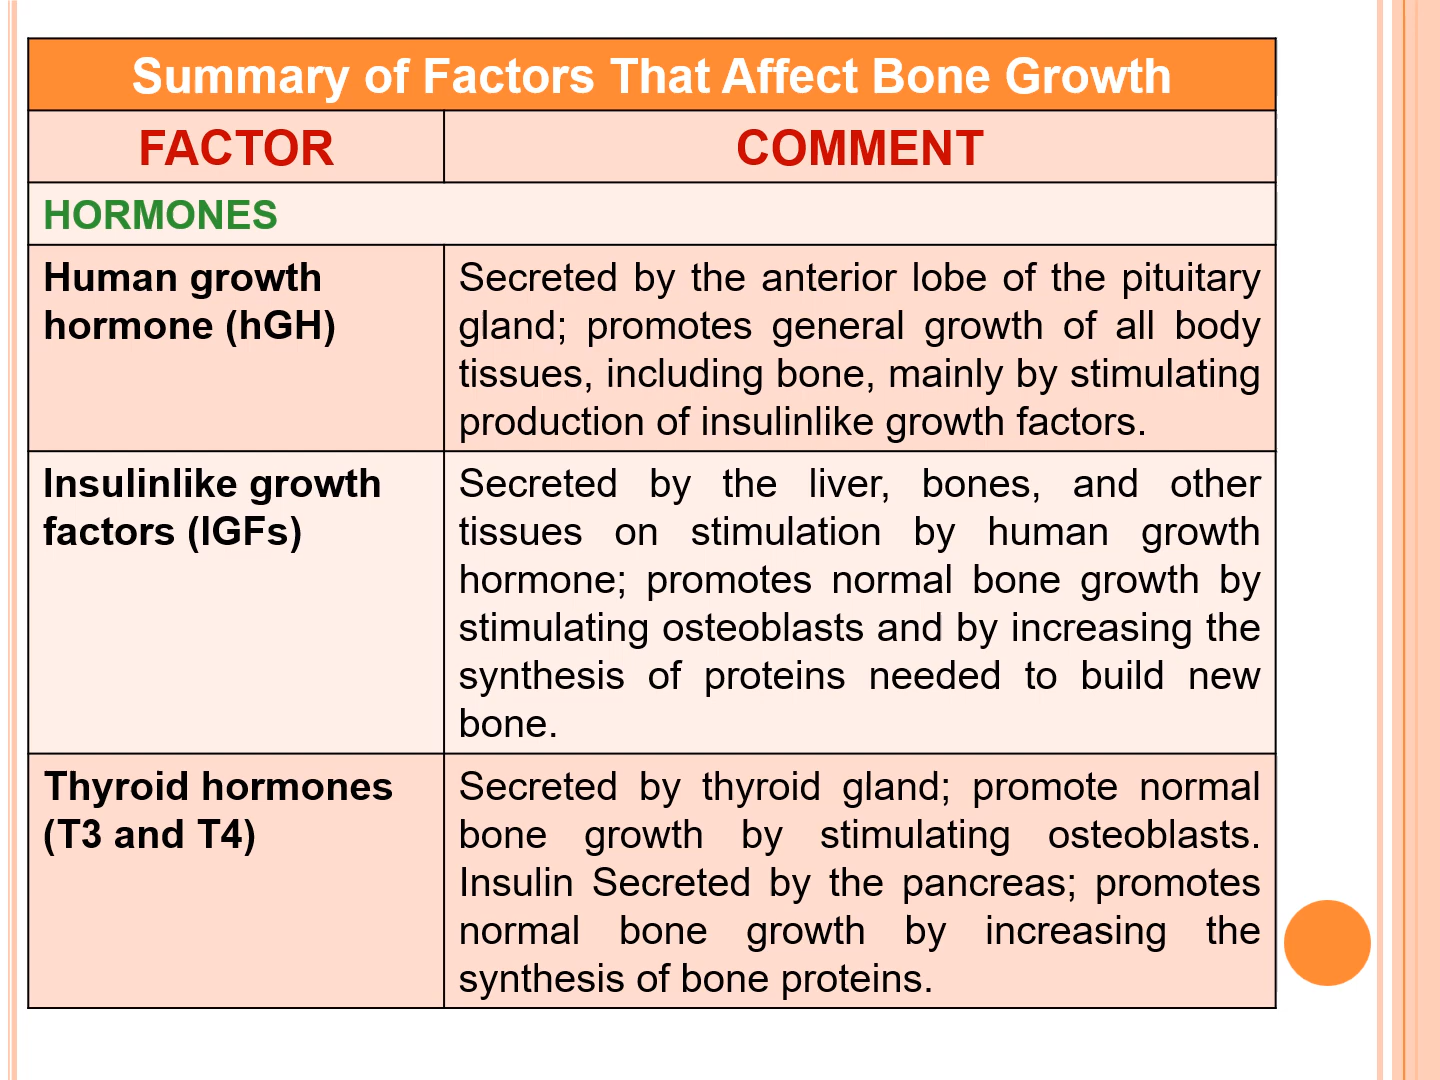 Summary of Factors That Affect Bone Growth
FACTOR
COMMENT
HORMONES
Human growth
hormone (hGH)
Secreted by the anterior lobe of the pituitary
gland; promotes general growth of all body
tissues, including bone, mainly by stimulating
production of insulinlike growth factors.
Insulinlike growth
factors (IGFs)
Secreted by the liver, bones, and other
tissues on stimulation by human growth
hormone; promotes normal bone growth by
stimulating osteoblasts and by increasing the
synthesis of proteins needed to build new
bone.
Thyroid hormones
(T3 and T4)
Secreted by thyroid gland; promote normal
bone growth by stimulating osteoblasts.
Insulin Secreted by the pancreas; promotes
normal bone growth by increasing the
synthesis of bone proteins.